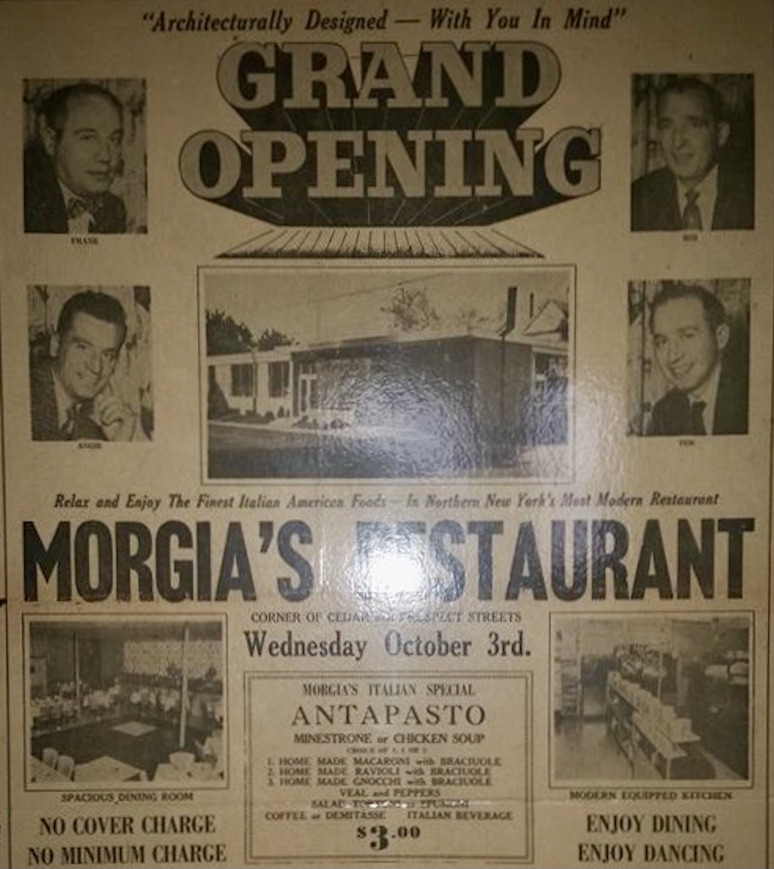 "Architecturally Designed — With You In Mind"
GRAND
OPENING
FRANK
ANGIE
Relax and Enjoy The Finest Italian American Foods — In Northern New York's Most Modern Restaurant
MORGIA'S RESTAURANT
CORNER OF CEDAR PROSPECT STREETS
Wednesday October 3rd.
MORGIA'S ITALIAN SPECIAL
ANTAPASTO
MINESTRONE or CHICKEN SOUP
1. HOME MADE MACARONI with BRACIUOLE
2. HOME MADE RAVIOLI with BRACIUOLE
3. HOME MADE GNOCCHI with BRACIUOLE
VEAL and PEPPERS
SALAD
COFFEE or DEMITASSE ITALIAN BEVERAGE
$3.00
SPACIOUS DINING ROOM
NO COVER CHARGE
NO MINIMUM CHARGE
MODERN EQUIPPED KITCHEN
ENJOY DINING
ENJOY DANCING